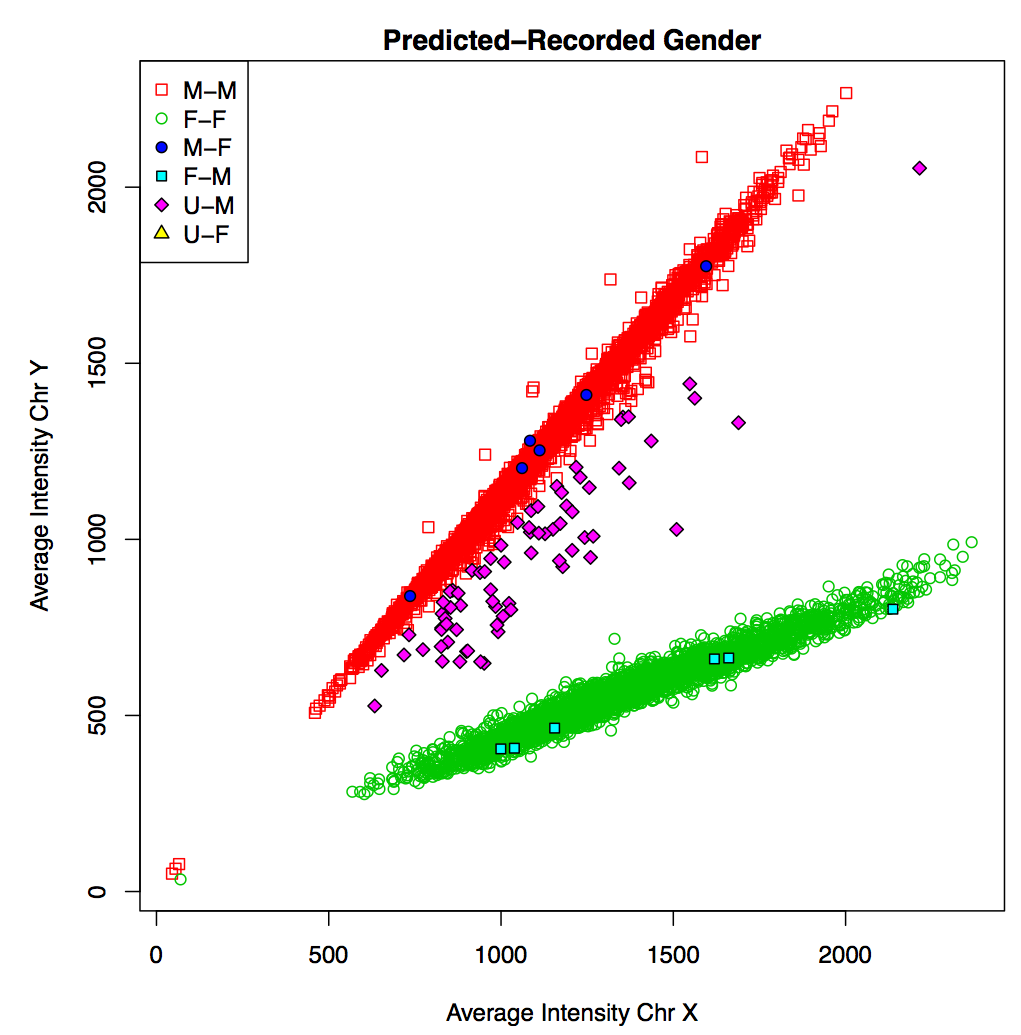 Predicted–Recorded Gender
M–M
F–F
M–F
F–M
U–M
U–F
Average Intensity Chr Y
2000
1500
1000
500
0
0 500 1000 1500 2000
Average Intensity Chr X